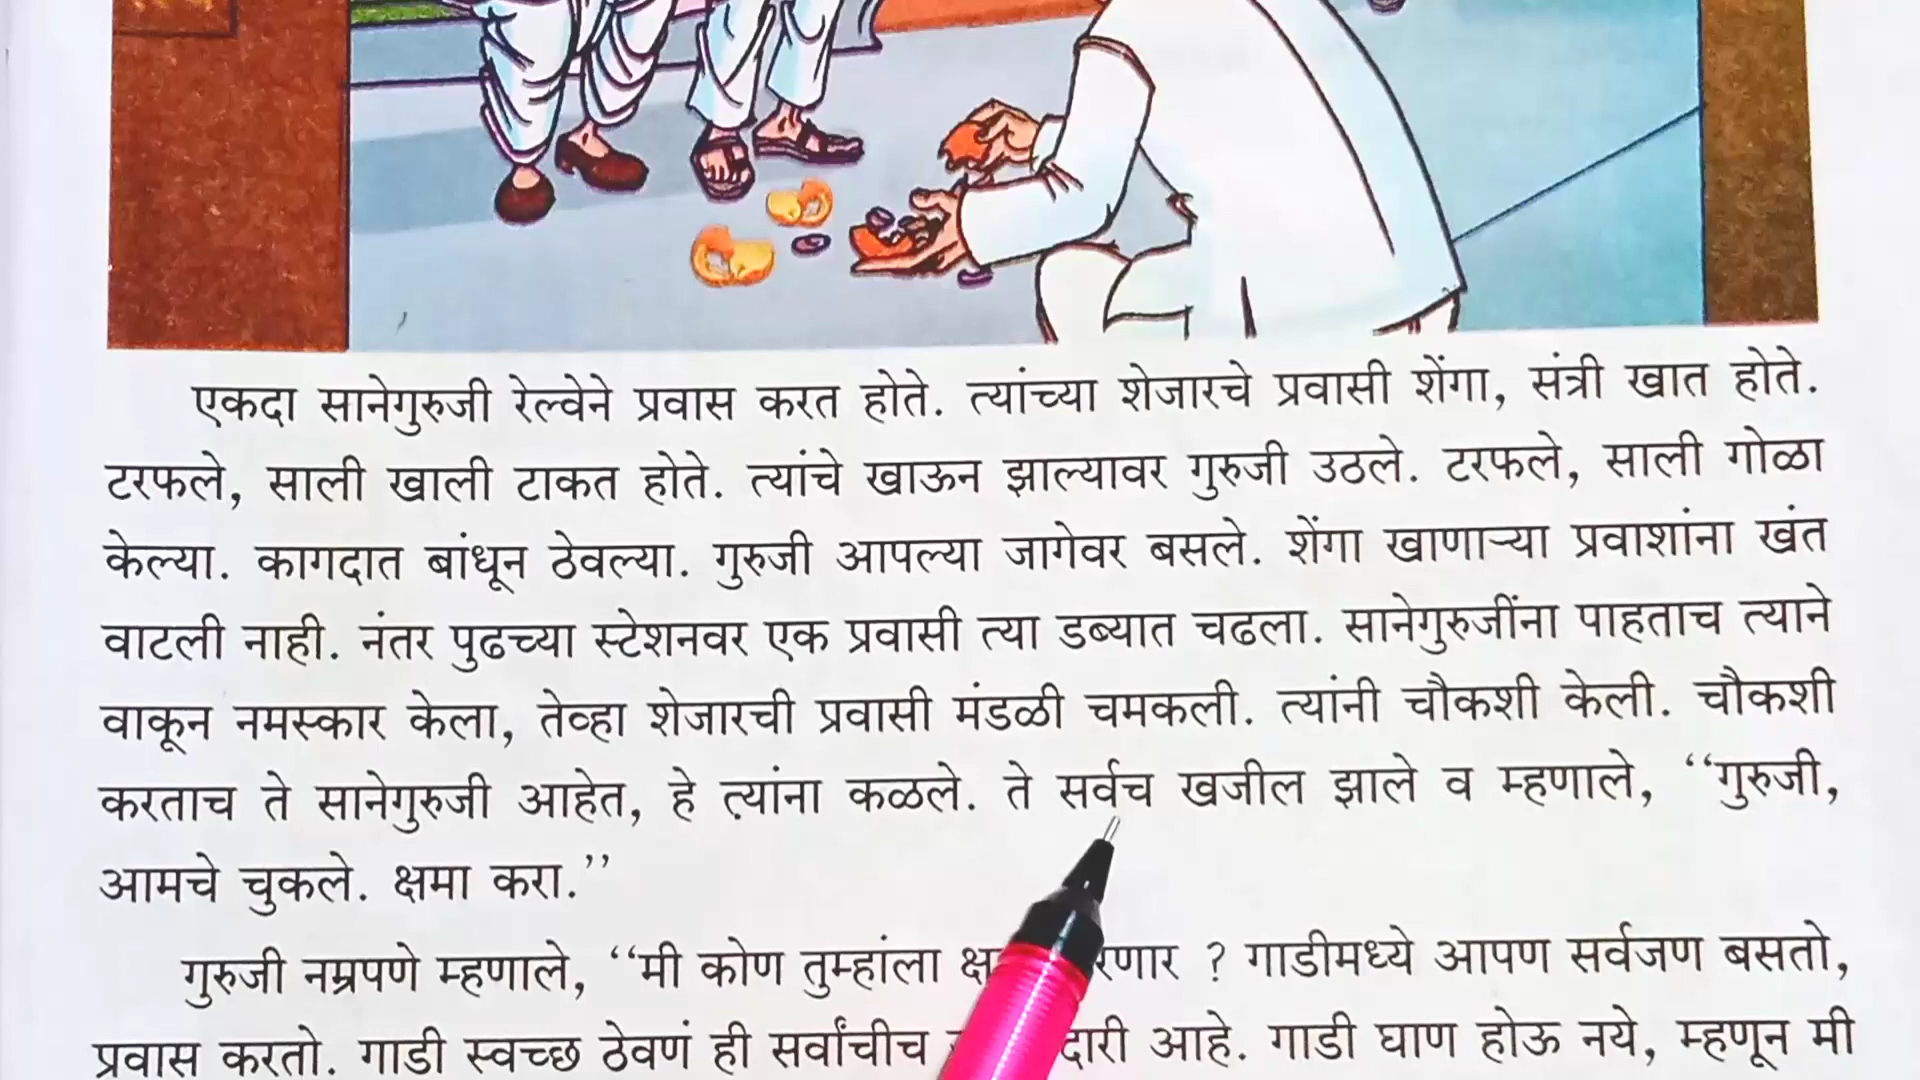 एकदा सानेगुरुजी रेल्वेने प्रवास करत होते. त्यांच्या शेजारचे प्रवासी शेंगा, संत्री खात होते.
टरफले, साली खाली टाकत होते. त्यांचे खाऊन झाल्यावर गुरुजी उठले. टरफले, साली गोळा
केल्या. कागदात बांधून ठेवल्या. गुरुजी आपल्या जागेवर बसले. शेंगा खाणाऱ्या प्रवाशांना खंत
वाटली नाही. नंतर पुढच्या स्टेशनवर एक प्रवासी त्या डब्यात चढला. सानेगुरुजींना पाहताच त्याने
वाकून नमस्कार केला, तेव्हा शेजारची प्रवासी मंडळी चमकली. त्यांनी चौकशी केली. चौकशी
करताच ते सानेगुरुजी आहेत, हे त्यांना कळले. ते सर्वच खजील झाले व म्हणाले, ‘‘गुरुजी,
आमचे चुकले. क्षमा करा.’’
गुरुजी नम्रपणे म्हणाले, ‘‘मी कोण तुम्हांला ? गाडीमध्ये आपण सर्वजण बसतो,
प्रवास करतो. गाडी स्वच्छ ठेवणं ही सर्वांचीच आहे. गाडी घाण होऊ नये, म्हणून मी